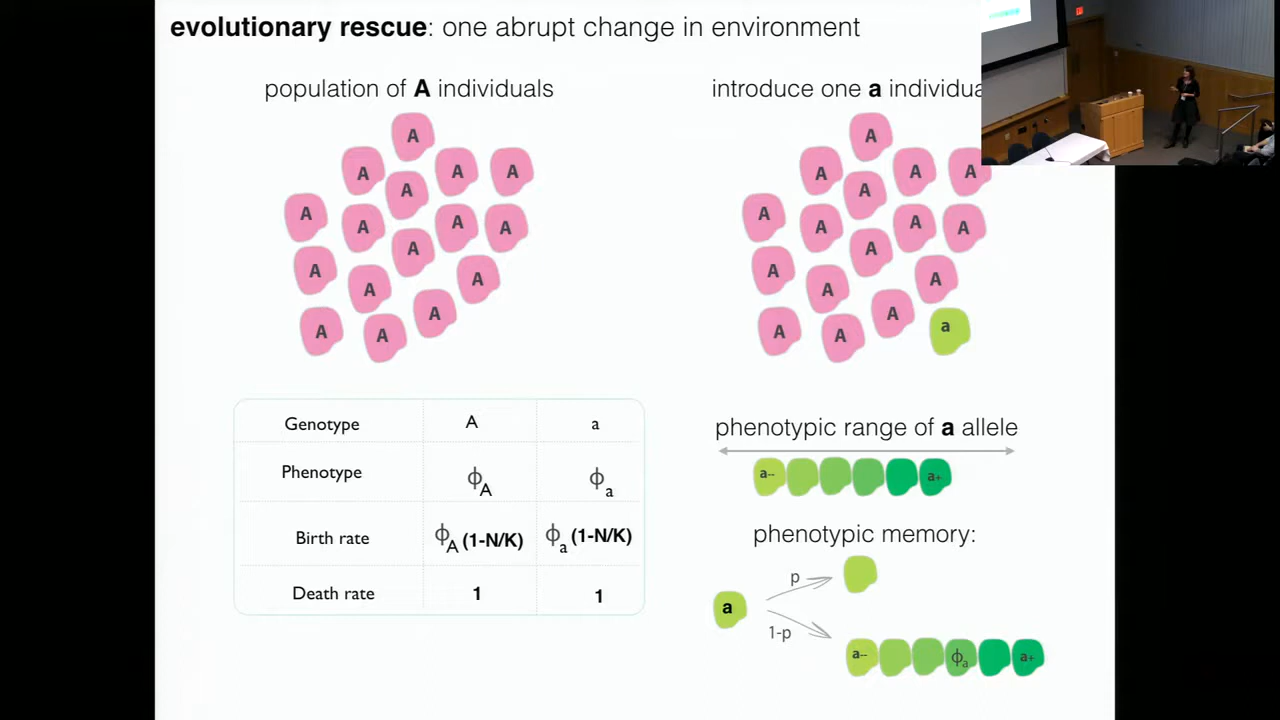 evolutionary rescue: one abrupt change in environment
population of A individuals
A
A A A
A
A A A A
A A
A A
A
A A
Genotype A a
Phenotype ϕA ϕa
Birth rate ϕA (1-N/K) ϕa (1-N/K)
Death rate 1 1
introduce one a individua
A
A A A
A
A A A A
A A
A A
A a
A A
phenotypic range of a allele
a-- a+
phenotypic memory:
p
a
1-p
a-- ϕa a+